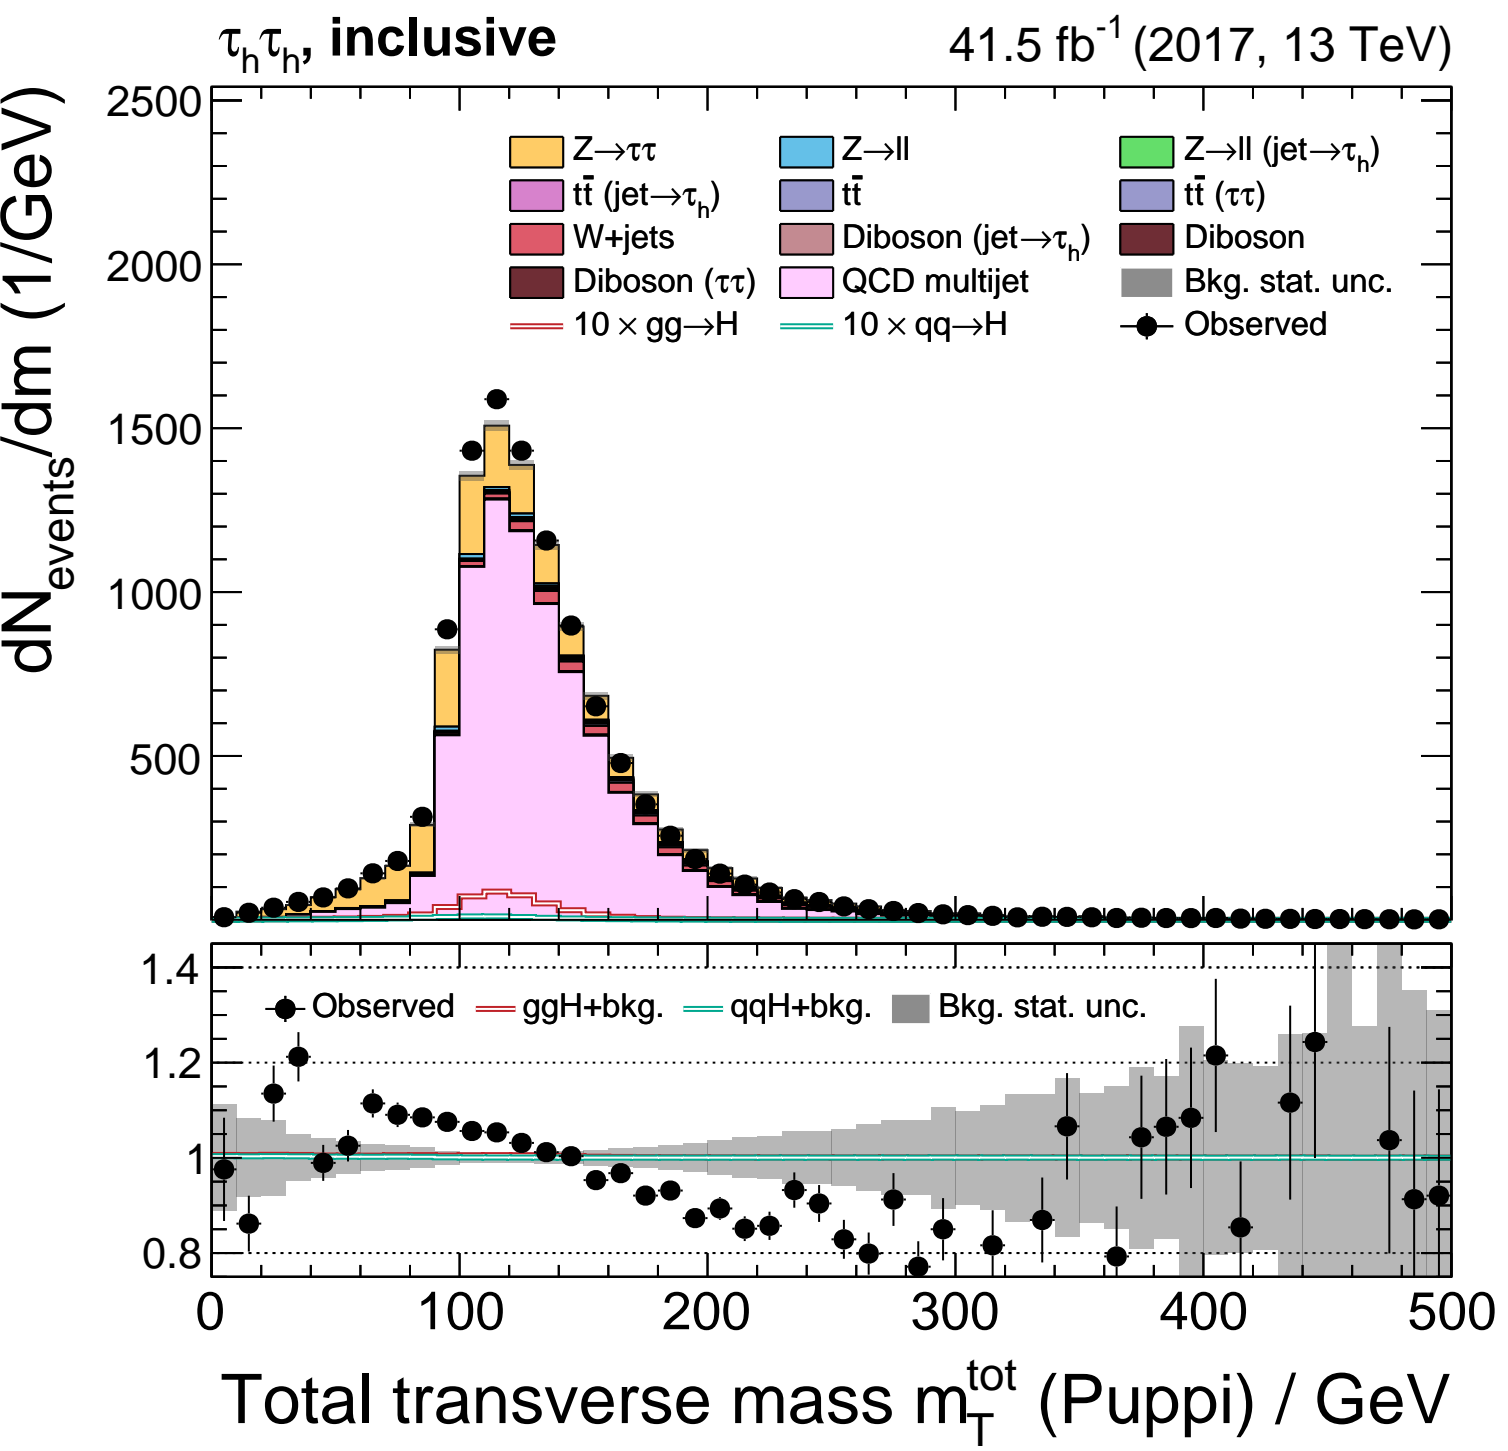 τhτh, inclusive 41.5 fb-1 (2017, 13 TeV)
dNevents/dm (1/GeV)
2500
2000
1500
1000
500
Z→ττ Z→ll Z→ll (jet→τh)
tt̄ (jet→τh) tt̄ tt̄ (ττ)
W+jets Diboson (jet→τh) Diboson
Diboson (ττ) QCD multijet Bkg. stat. unc.
10 × gg→H 10 × qq→H Observed
1.4
1.2
1
0.8
Observed ggH+bkg. qqH+bkg. Bkg. stat. unc.
0 100 200 300 400 500
Total transverse mass mTtot (Puppi) / GeV